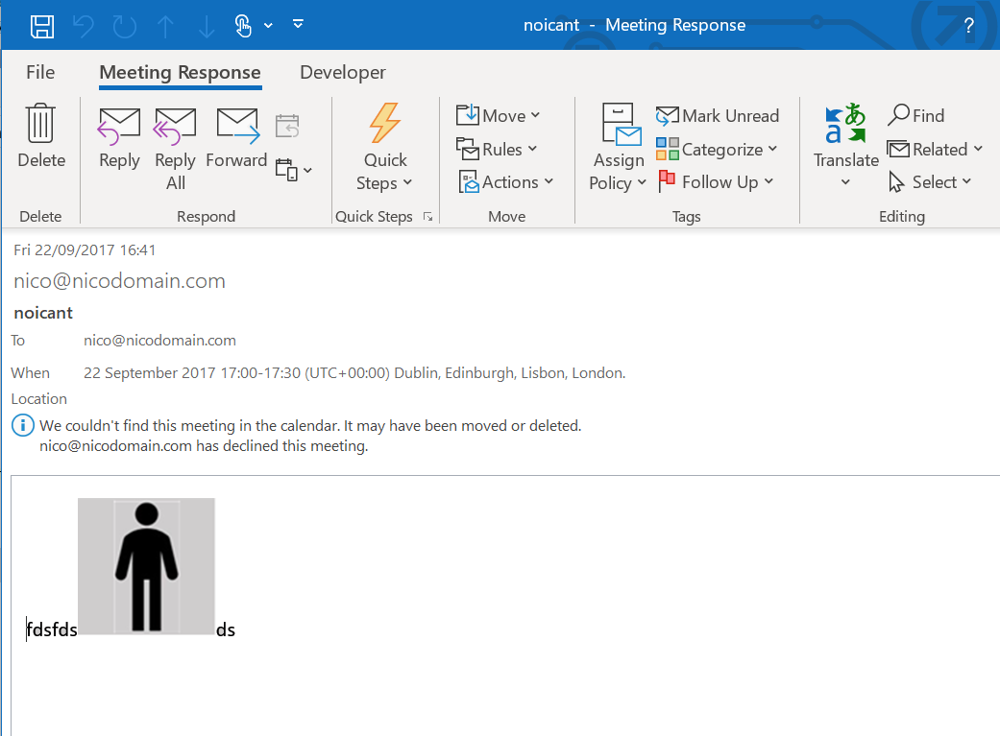 noicant - Meeting Response
?
File Meeting Response Developer
Delete
Reply
Reply All
Forward
Quick Steps
Move
Rules
Actions
Assign Policy
Mark Unread
Categorize
Follow Up
Translate
Find
Related
Select
Delete Respond Quick Steps Move Tags Editing
Fri 22/09/2017 16:41
nico@nicodomain.com
noicant
To nico@nicodomain.com
When 22 September 2017 17:00-17:30 (UTC+00:00) Dublin, Edinburgh, Lisbon, London.
Location
We couldn't find this meeting in the calendar. It may have been moved or deleted.
nico@nicodomain.com has declined this meeting.
fdsfds ds